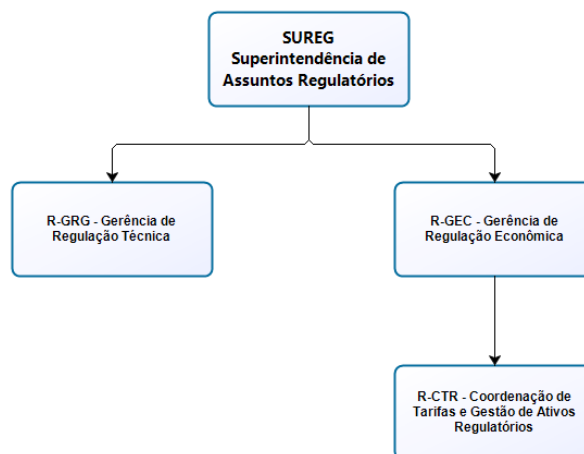 SUREG
Superintendência de
Assuntos Regulatórios
R-GRG - Gerência de
Regulação Técnica
R-GEC - Gerência de
Regulação Econômica
R-CTR - Coordenação de
Tarifas e Gestão de Ativos
Regulatórios